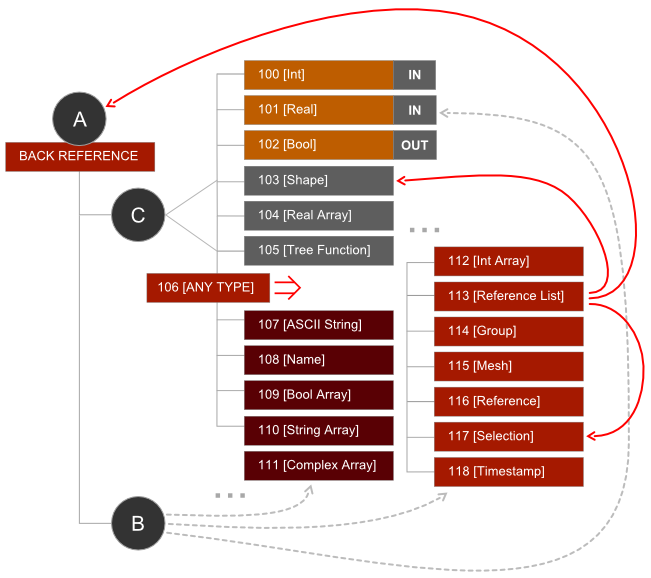 A
BACK REFERENCE
C
B
100 [Int] IN
101 [Real] IN
102 [Bool] OUT
103 [Shape]
104 [Real Array]
105 [Tree Function]
106 [ANY TYPE]
107 [ASCII String]
108 [Name]
109 [Bool Array]
110 [String Array]
111 [Complex Array]
...
...
112 [Int Array]
113 [Reference List]
114 [Group]
115 [Mesh]
116 [Reference]
117 [Selection]
118 [Timestamp]